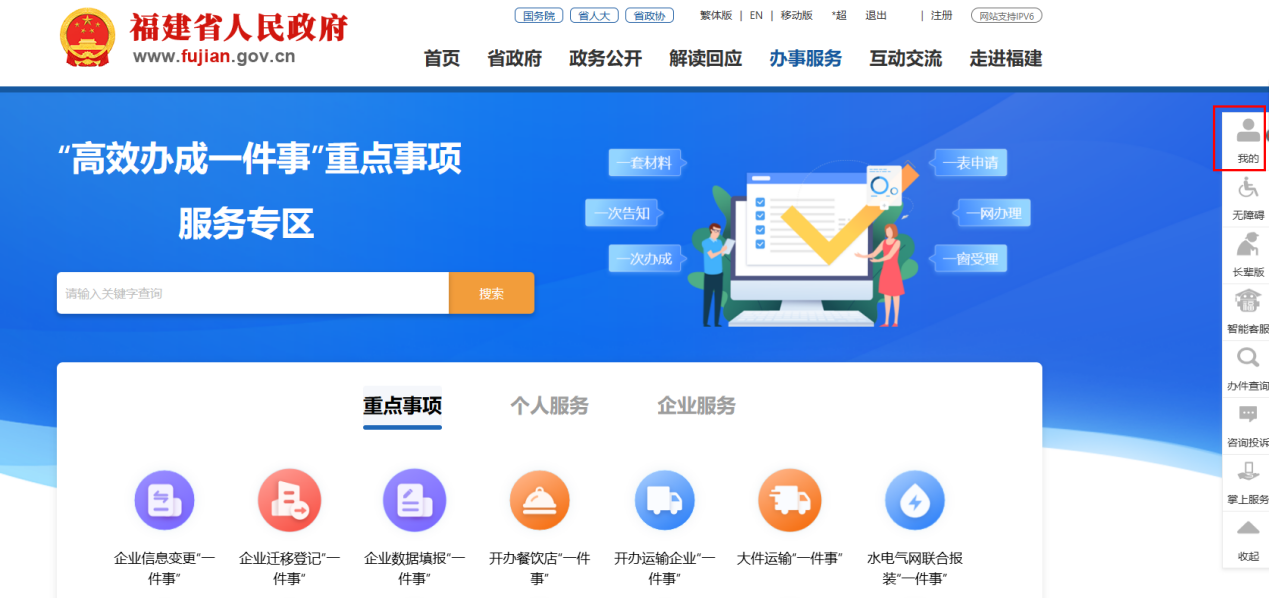 福建省人民政府
www.fujian.gov.cn
国务院 省人大 省政协 繁体版 | EN | 移动版 *超 退出 | 注册 网站支持IPV6
首页 省政府 政务公开 解读回应 办事服务 互动交流 走进福建
“高效办成一件事”重点事项
服务专区
一套材料
一次告知
一次办成
一表申请
一网办理
一窗受理
请输入关键字查询 搜索
我的
无障碍
长辈版
智能客服
办件查询
咨询投诉
掌上服务
收起
重点事项 个人服务 企业服务
企业信息变更“一
件事”
企业迁移登记“一
件事”
企业数据填报“一
件事”
开办餐饮店“一件
事”
开办运输企业“一
件事”
大件运输“一件事”
水电气网联合报
装“一件事”